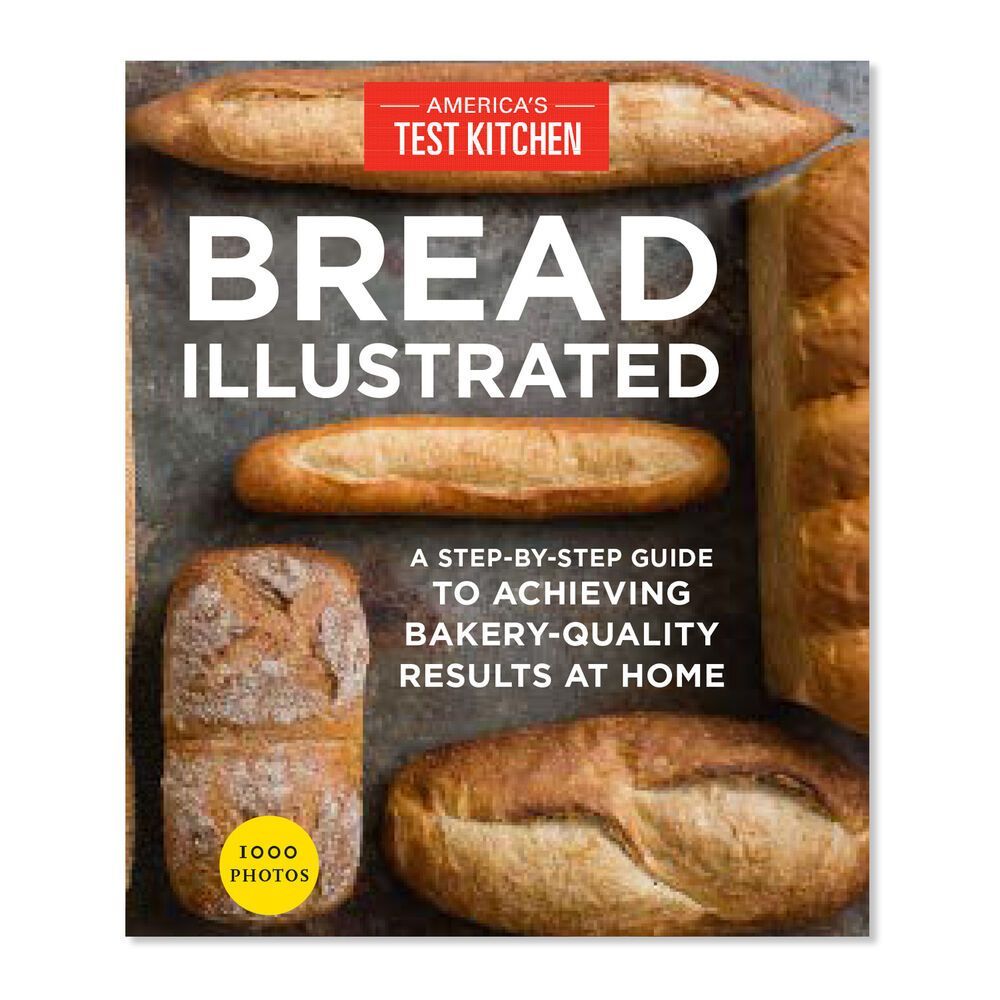 AMERICA'S
TEST KITCHEN
BREAD
ILLUSTRATED
A STEP-BY-STEP GUIDE
TO ACHIEVING
BAKERY-QUALITY
RESULTS AT HOME
1000
PHOTOS